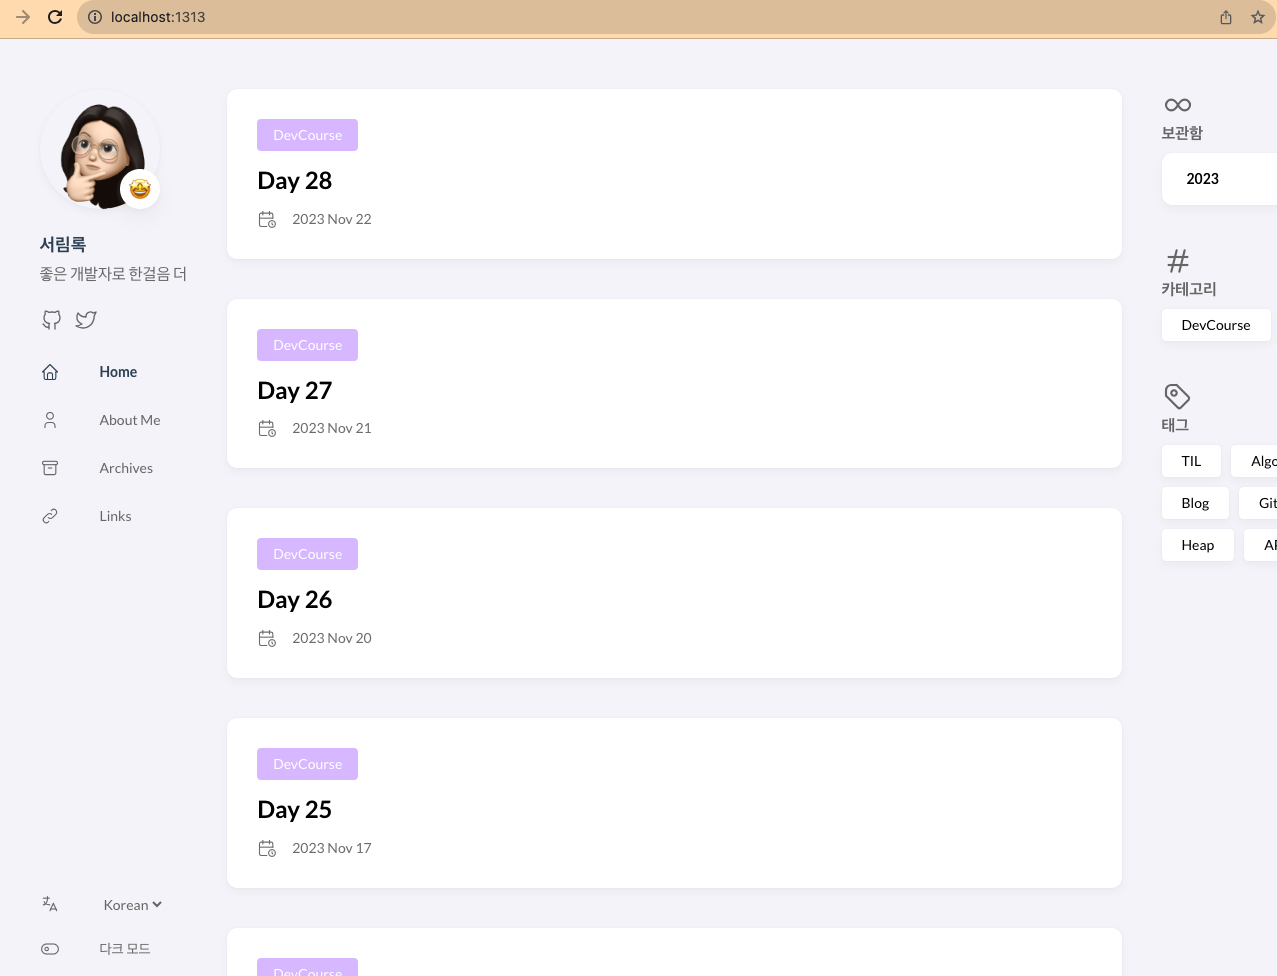 localhost:1313
서림록
좋은 개발자로 한걸음 더
Home
About Me
Archives
Links
Korean
다크 모드
DevCourse
Day 28
2023 Nov 22
DevCourse
Day 27
2023 Nov 21
DevCourse
Day 26
2023 Nov 20
DevCourse
Day 25
2023 Nov 17
DevCourse
보관함
2023
카테고리
DevCourse
태그
TIL
Blog
Heap